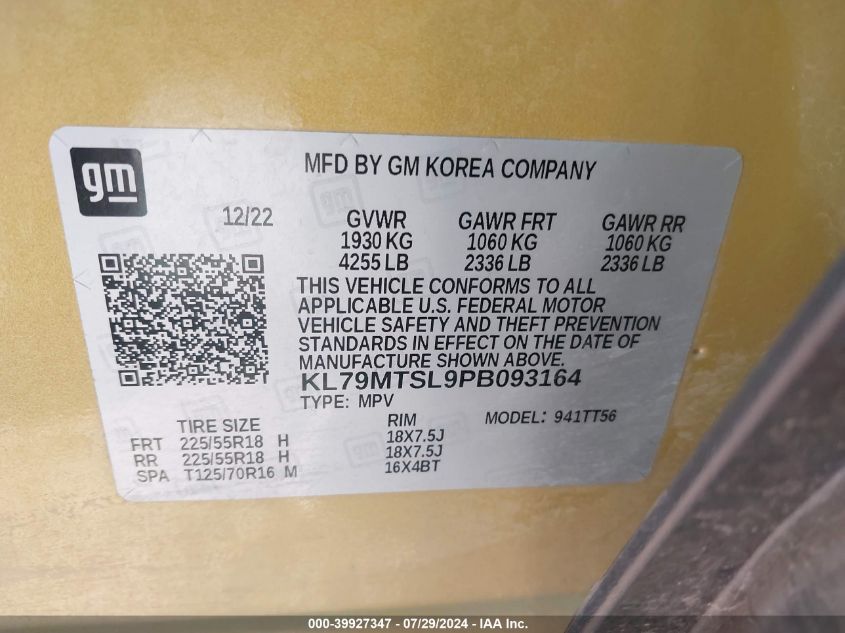 gm
MFD BY GM KOREA COMPANY
12/22
GVWR GAWR FRT GAWR RR
1930 KG 1060 KG 1060 KG
4255 LB 2336 LB 2336 LB
THIS VEHICLE CONFORMS TO ALL
APPLICABLE U.S. FEDERAL MOTOR
VEHICLE SAFETY AND THEFT PREVENTION
STANDARDS IN EFFECT ON THE DATE OF
MANUFACTURE SHOWN ABOVE.
KL79MTSL9PB093164
TYPE: MPV
TIRE SIZE RIM MODEL: 941TT56
FRT 225/55R18 H 18X7.5J
RR 225/55R18 H 18X7.5J
SPA T125/70R16 M 16X4BT
000-39927347 - 07/29/2024 - IAA Inc.